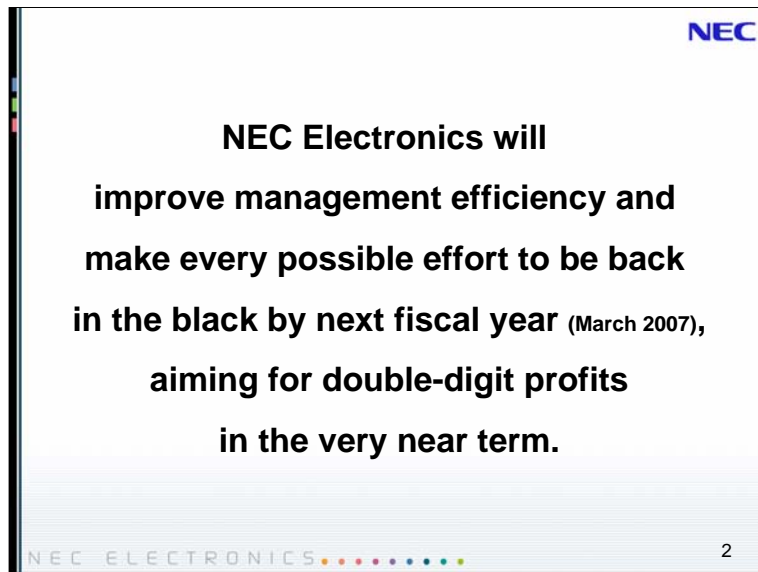 NEC
NEC Electronics will
improve management efficiency and
make every possible effort to be back
in the black by next fiscal year (March 2007),
aiming for double-digit profits
in the very near term.
NEC ELECTRONICS
2